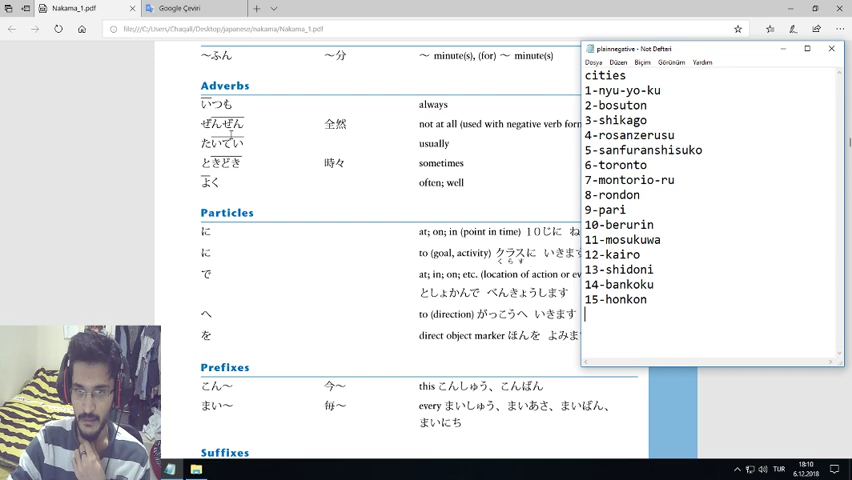 Nakama_1.pdf
Google Çeviri
file:///C:/Users/Chaqall/Desktop/japanese/nakama/Nakama_1.pdf
～ふん ～分 ～ minute(s), (for) ～ minute(s)
Adverbs
いつも always
ぜんぜん 全然 not at all (used with negative verb form
たいてい usually
ときどき 時々 sometimes
よく often; well
Particles
に at; on; in (point in time) １０じに ね
に to (goal, activity) クラスに いきます
くらす
で at; in; on; etc. (location of action or ev
としょかんで べんきょうします
へ to (direction) がっこうへ いきます
を direct object marker ほんを よみます
Prefixes
こん～ 今～ this こんしゅう、こんばん
まい～ 毎～ every まいしゅう、まいあさ、まいばん、
まいにち
Suffixes
plainnegative - Not Defteri
Dosya Düzen Biçim Görünüm Yardım
cities
1-nyu-yo-ku
2-bosuton
3-shikago
4-rosanzerusu
5-sanfuranshisuko
6-toronto
7-montorio-ru
8-rondon
9-pari
10-berurin
11-mosukuwa
12-kairo
13-shidoni
14-bankoku
15-honkon
TUR
18:10
6.12.2018